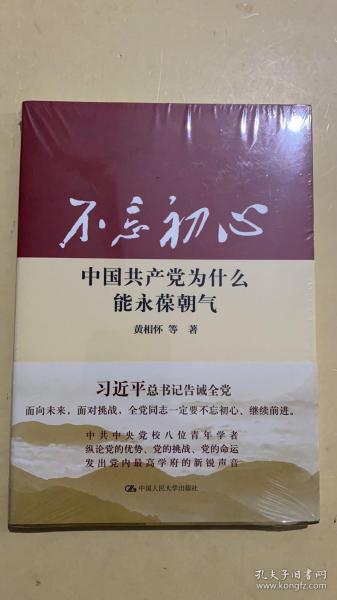 不忘初心
中国共产党为什么
能永葆朝气
黄相怀 等 著
习近平总书记告诫全党
面向未来，面对挑战，全党同志一定要不忘初心、继续前进。
中共中央党校八位青年学者
纵论党的优势、党的挑战、党的命运
发出党内最高学府的新锐声音
中国人民大学出版社
孔夫子旧书网
www.kongfz.com